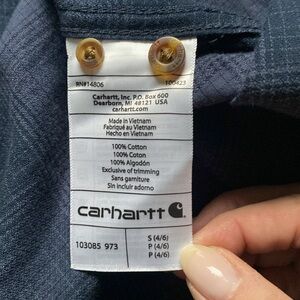 RN#14806 100423
Carhartt, Inc. P.O. Box 600
Dearborn, MI 48121 USA
carhartt.com
Made in Vietnam
Fabriqué au Vietnam
Hecho en Vietnam
100% Cotton
100% Coton
100% Algodón
Exclusive of trimming
Sans garniture
Sin incluir adorno
carhartt
103085 973
S (4/6)
P (4/6)
P (4/6)